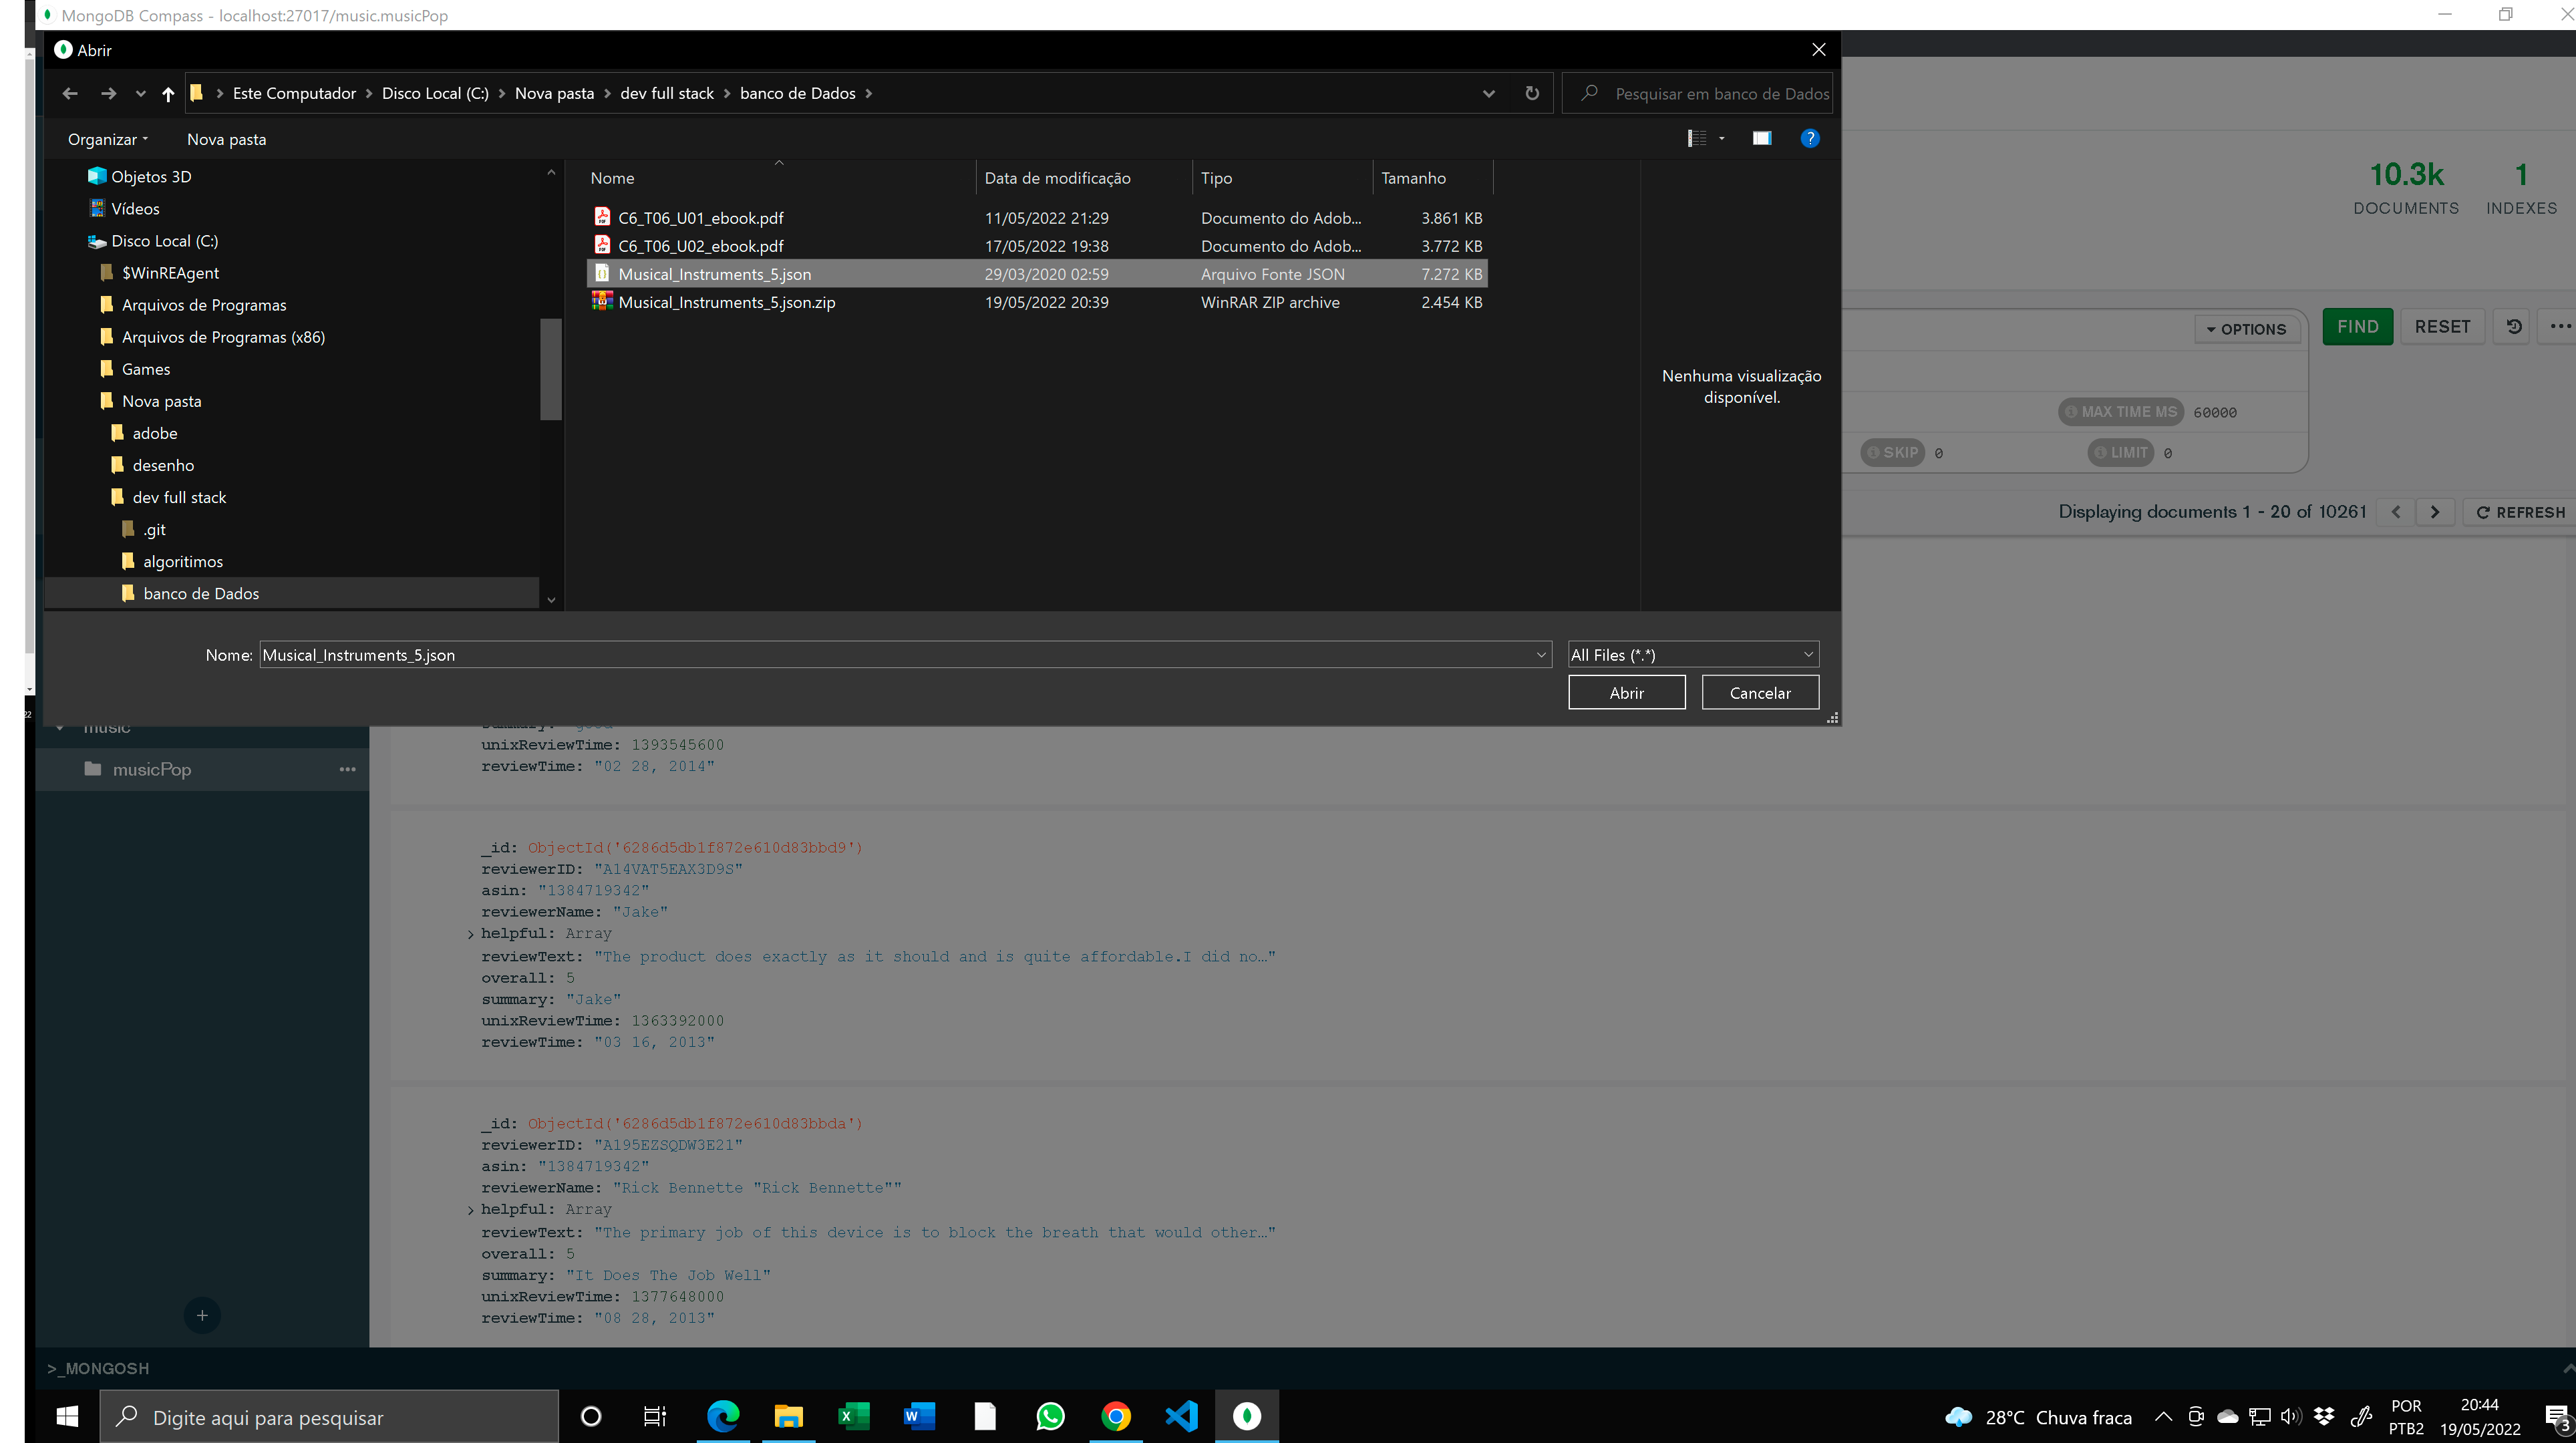 MongoDB Compass - localhost:27017/music.musicPop
Abrir
Este Computador > Disco Local (C:) > Nova pasta > dev full stack > banco de Dados >
Pesquisar em banco de Dados
Organizar
Nova pasta
Objetos 3D
Vídeos
Disco Local (C:)
$WinREAgent
Arquivos de Programas
Arquivos de Programas (x86)
Games
Nova pasta
adobe
desenho
dev full stack
.git
algoritimos
banco de Dados
Nome Data de modificação Tipo Tamanho
C6_T06_U01_ebook.pdf 11/05/2022 21:29 Documento do Adob... 3.861 KB
C6_T06_U02_ebook.pdf 17/05/2022 19:38 Documento do Adob... 3.772 KB
Musical_Instruments_5.json 29/03/2020 02:59 Arquivo Fonte JSON 7.272 KB
Musical_Instruments_5.json.zip 19/05/2022 20:39 WinRAR ZIP archive 2.454 KB
Nenhuma visualização
disponível.
Nome: Musical_Instruments_5.json
All Files (*.*)
Abrir Cancelar
10.3k 1
DOCUMENTS INDEXES
OPTIONS FIND RESET
MAX TIME MS 60000
SKIP 0 LIMIT 0
Displaying documents 1 - 20 of 10261 REFRESH
22
music
musicPop
unixReviewTime: 1393545600
reviewTime: "02 28, 2014"
_id: ObjectId('6286d5db1f872e610d83bbd9')
reviewerID: "A14VAT5EAX3D9S"
asin: "1384719342"
reviewerName: "Jake"
> helpful: Array
reviewText: "The product does exactly as it should and is quite affordable.I did no…"
overall: 5
summary: "Jake"
unixReviewTime: 1363392000
reviewTime: "03 16, 2013"
_id: ObjectId('6286d5db1f872e610d83bbda')
reviewerID: "A195EZSQDW3E21"
asin: "1384719342"
reviewerName: "Rick Bennette "Rick Bennette""
> helpful: Array
reviewText: "The primary job of this device is to block the breath that would other…"
overall: 5
summary: "It Does The Job Well"
unixReviewTime: 1377648000
reviewTime: "08 28, 2013"
>_MONGOSH
Digite aqui para pesquisar
28°C Chuva fraca
POR
PTB2
20:44
19/05/2022
3